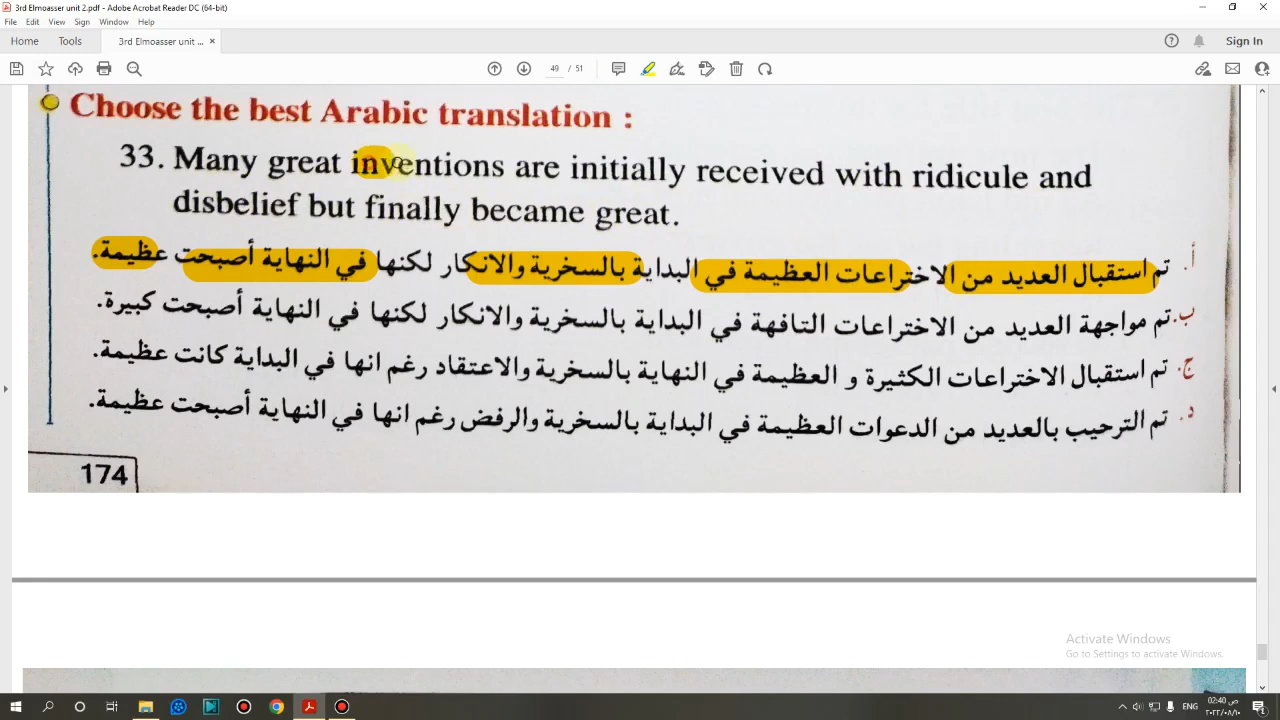 3rd Elmoasser unit 2.pdf - Adobe Acrobat Reader DC (64-bit)
File Edit View Sign Window Help
Home Tools 3rd Elmoasser unit ... × Sign In
49 / 51
Choose the best Arabic translation :
33. Many great inventions are initially received with ridicule and
disbelief but finally became great.
أ. تم استقبال العديد من الاختراعات العظيمة في البداية بالسخرية والانكار لكنها في النهاية أصبحت عظيمة.
ب. تم مواجهة العديد من الاختراعات التافهة في البداية بالسخرية والانكار لكنها في النهاية أصبحت كبيرة.
ج. تم استقبال الاختراعات الكثيرة و العظيمة في النهاية بالسخرية والاعتقاد رغم انها في البداية كانت عظيمة.
د. تم الترحيب بالعديد من الدعوات العظيمة في البداية بالسخرية والرفض رغم انها في النهاية أصبحت عظيمة.
174
Activate Windows
Go to Settings to activate Windows.
ENG
02:40 ص